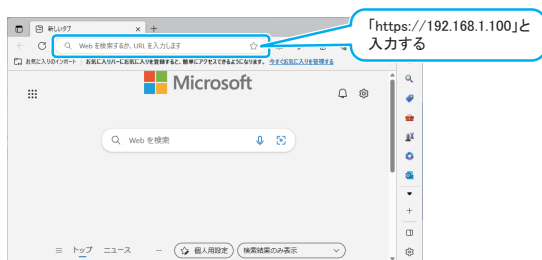 新しいタブ
「https://192.168.1.100」と
入力する
Web を検索するか、URL を入力します
お気に入りのインポート
お気に入りバーにお気に入りを登録すると、簡単にアクセスできるようになります。 今すぐお気に入りを管理する
Microsoft
Web を検索
トップ ニュース
個人用設定
検索結果のみ表示